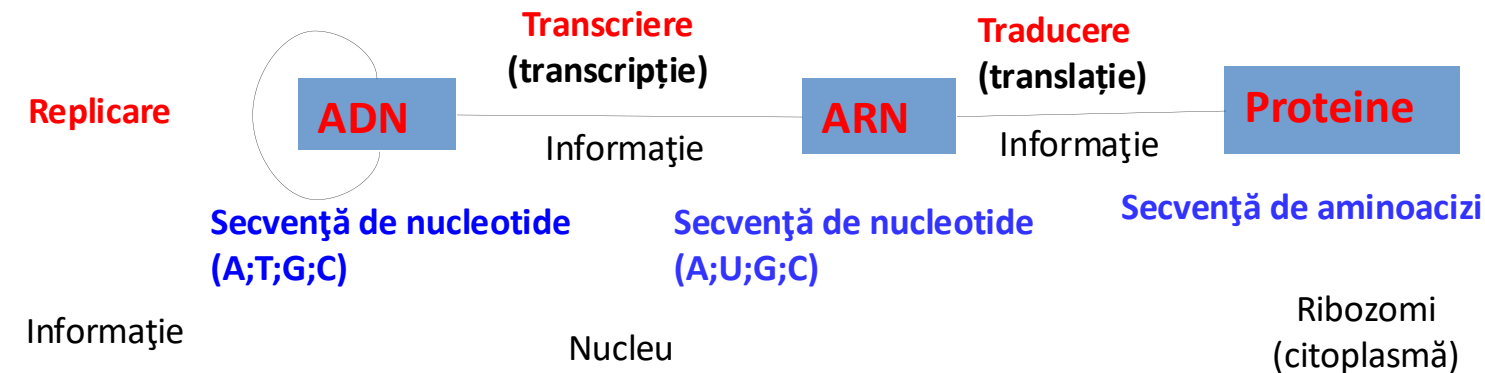 Transcriere
(transcripție)
Traducere
(translație)
Replicare
ADN
ARN
Proteine
Informaţie
Informaţie
Secvenţă de nucleotide
(A;T;G;C)
Secvenţă de nucleotide
(A;U;G;C)
Secvenţă de aminoacizi
Informaţie
Nucleu
Ribozomi
(citoplasmă)